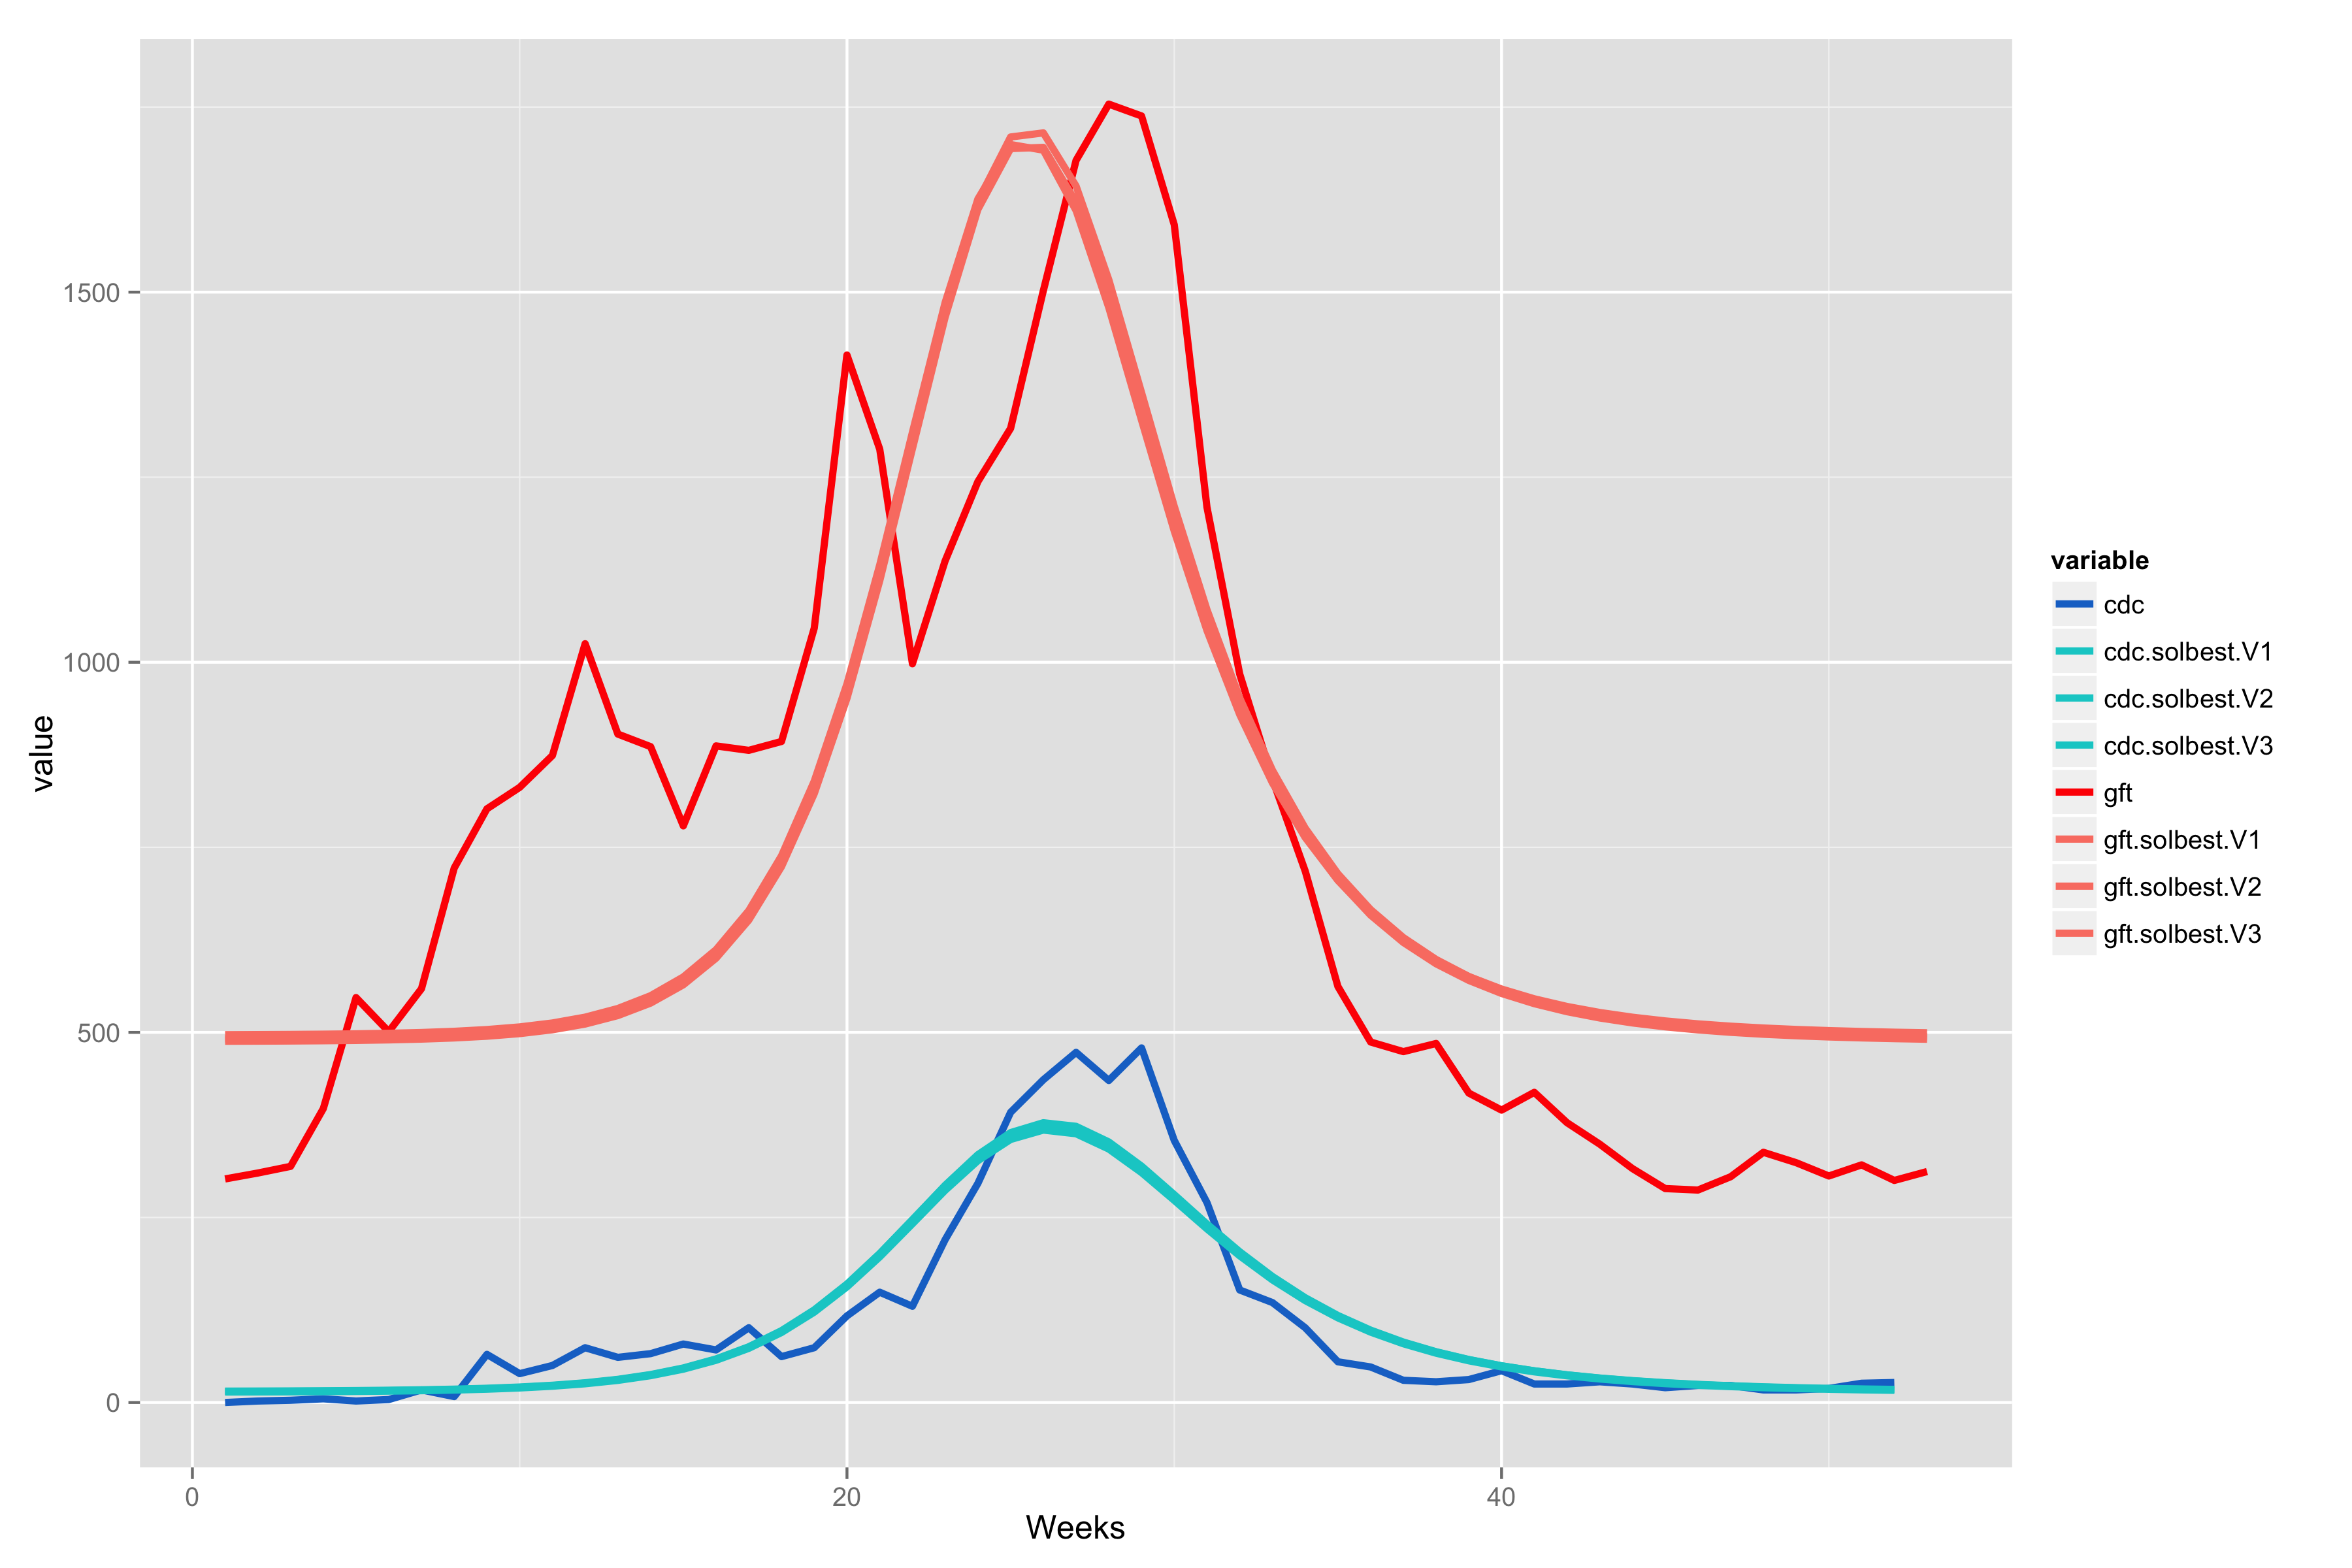 1500
1000
500
0
value
0
20
40
Weeks
variable
cdc
cdc.solbest.V1
cdc.solbest.V2
cdc.solbest.V3
gft
gft.solbest.V1
gft.solbest.V2
gft.solbest.V3